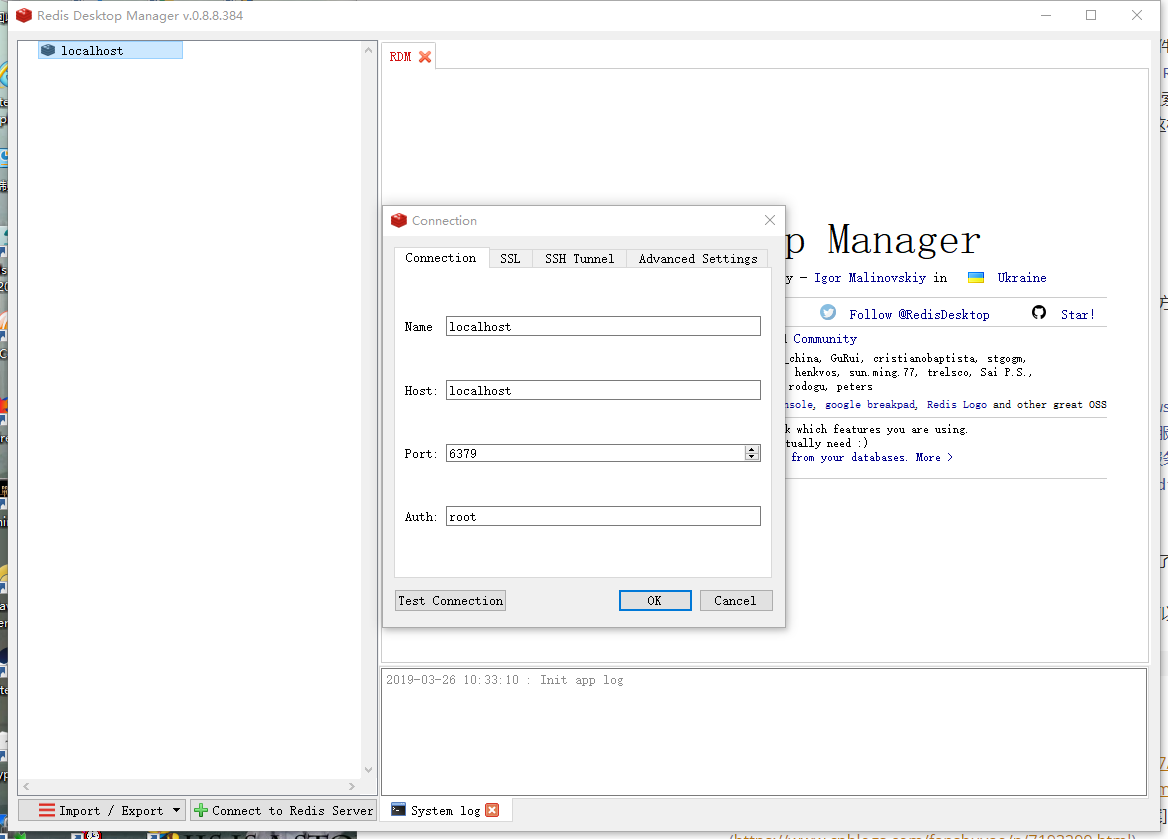 Redis Desktop Manager v.0.8.8.384
localhost
RDM
p Manager
y - Igor Malinovskiy in Ukraine
Follow @RedisDesktop Star!
Community
_china, GuRui, cristianobaptista, stgogm,
henkvos, sun.ming.77, trelsco, Sai P.S.,
rodogu, peters
nsole, google breakpad, Redis Logo and other great OSS
k which features you are using.
tually need :)
from your databases. More >
Connection
Connection SSL SSH Tunnel Advanced Settings
Name localhost
Host: localhost
Port: 6379
Auth: root
Test Connection OK Cancel
2019-03-26 10:33:10 : Init app log
Import / Export Connect to Redis Server System log